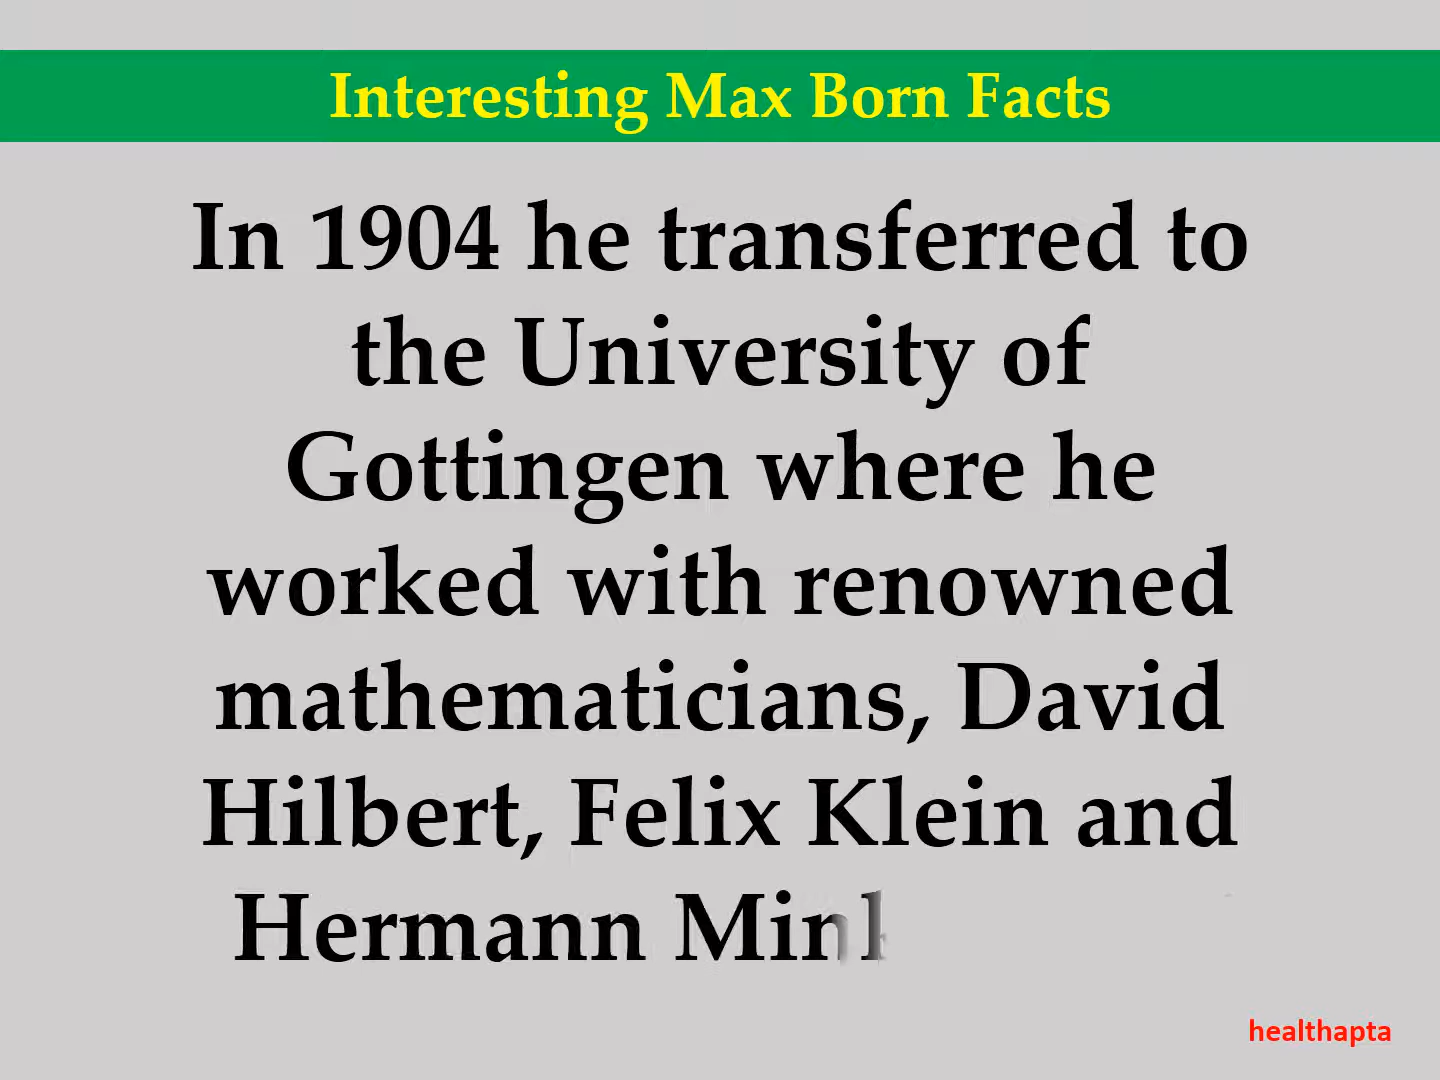 Interesting Max Born Facts
In 1904 he transferred to
the University of
Gottingen where he
worked with renowned
mathematicians, David
Hilbert, Felix Klein and
Hermann
healthapta